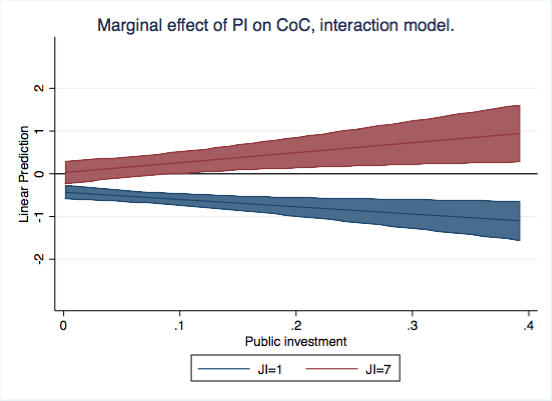 Marginal effect of PI on CoC, interaction model.
Linear Prediction
2
1
0
-1
-2
0 .1 .2 .3 .4
Public investment
JI=1 JI=7